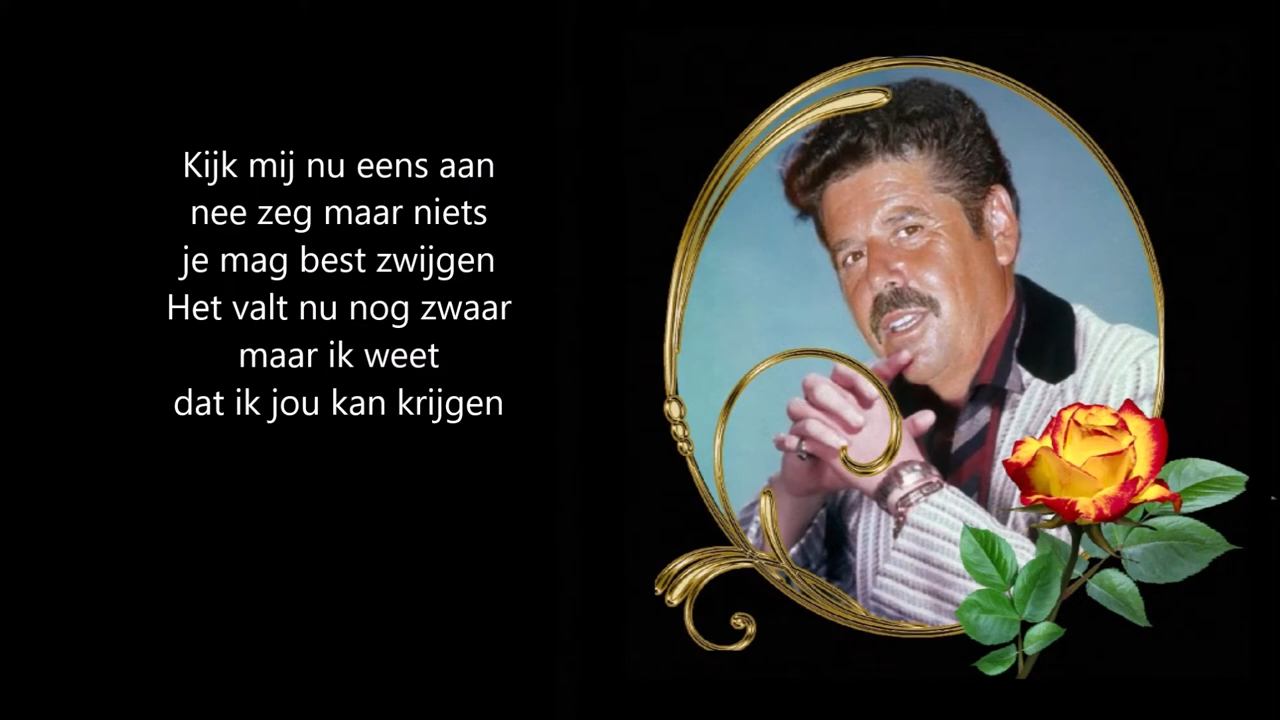 Kijk mij nu eens aan
nee zeg maar niets
je mag best zwijgen
Het valt nu nog zwaar
maar ik weet
dat ik jou kan krijgen